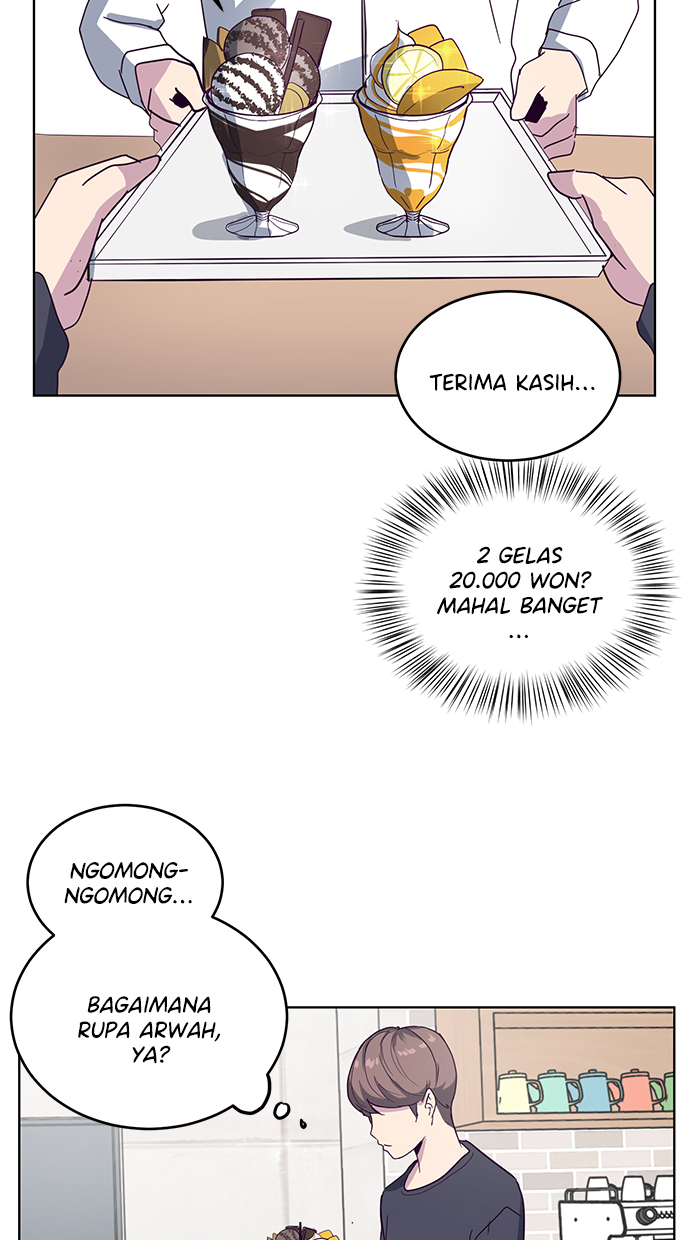 TERIMA KASIH...
2 GELAS
20.000 WON?
MAHAL BANGET
...
NGOMONG-
NGOMONG...
BAGAIMANA
RUPA ARWAH,
YA?